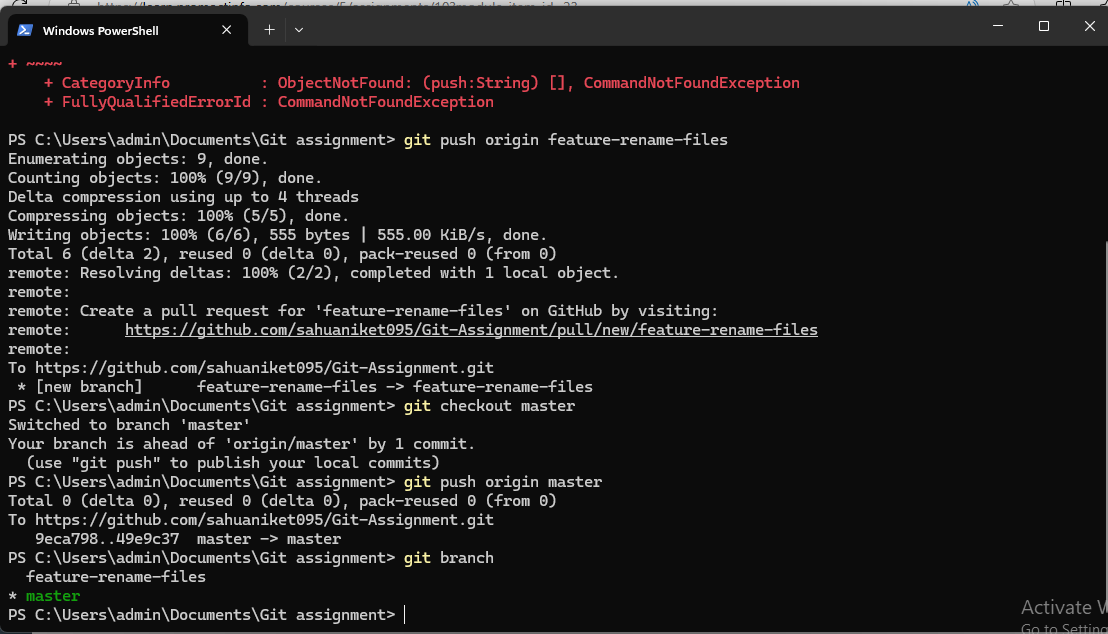 Windows PowerShell
+ ~~~~
    + CategoryInfo          : ObjectNotFound: (push:String) [], CommandNotFoundException
    + FullyQualifiedErrorId : CommandNotFoundException
PS C:\Users\admin\Documents\Git assignment> git push origin feature-rename-files
Enumerating objects: 9, done.
Counting objects: 100% (9/9), done.
Delta compression using up to 4 threads
Compressing objects: 100% (5/5), done.
Writing objects: 100% (6/6), 555 bytes | 555.00 KiB/s, done.
Total 6 (delta 2), reused 0 (delta 0), pack-reused 0 (from 0)
remote: Resolving deltas: 100% (2/2), completed with 1 local object.
remote:
remote: Create a pull request for 'feature-rename-files' on GitHub by visiting:
remote:      https://github.com/sahuaniket095/Git-Assignment/pull/new/feature-rename-files
remote:
To https://github.com/sahuaniket095/Git-Assignment.git
 * [new branch]      feature-rename-files -> feature-rename-files
PS C:\Users\admin\Documents\Git assignment> git checkout master
Switched to branch 'master'
Your branch is ahead of 'origin/master' by 1 commit.
  (use "git push" to publish your local commits)
PS C:\Users\admin\Documents\Git assignment> git push origin master
Total 0 (delta 0), reused 0 (delta 0), pack-reused 0 (from 0)
To https://github.com/sahuaniket095/Git-Assignment.git
   9eca798..49e9c37  master -> master
PS C:\Users\admin\Documents\Git assignment> git branch
  feature-rename-files
* master
PS C:\Users\admin\Documents\Git assignment>
Activate W
Go to Setting